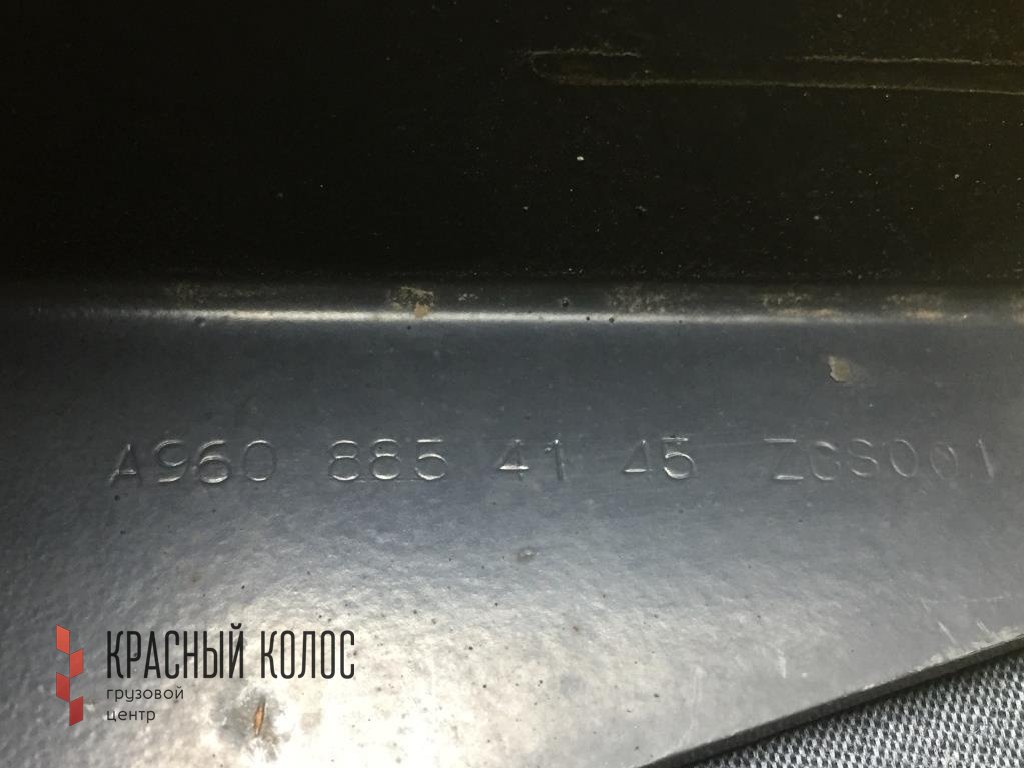 A960 885 41 45 ZGS001
КРАСНЫЙ КОЛОС
грузовой
центр